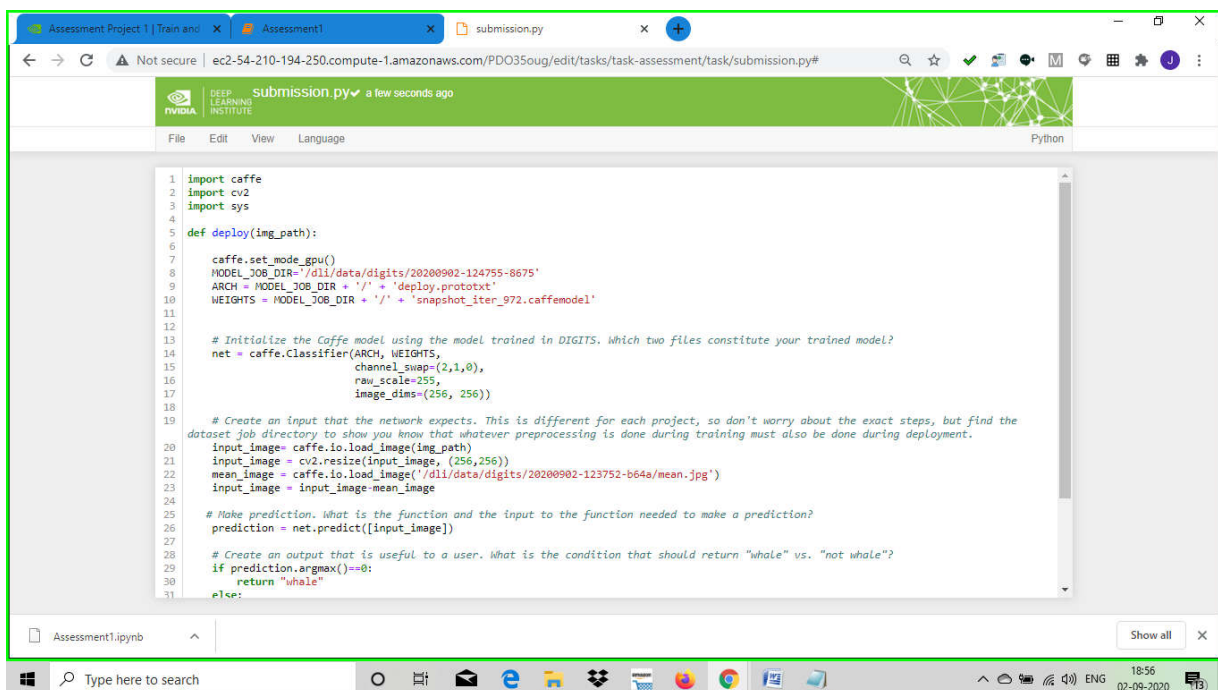 Assessment Project 1 | Train and
Assessment1
submission.py
Not secure | ec2-54-210-194-250.compute-1.amazonaws.com/PDO35oug/edit/tasks/task-assessment/task/submission.py#
J
NVIDIA
DEEP
LEARNING
INSTITUTE
submission.py✔ a few seconds ago
File Edit View Language
Python
1 import caffe
2 import cv2
3 import sys
4
5 def deploy(img_path):
6
7 caffe.set_mode_gpu()
8 MODEL_JOB_DIR='/dli/data/digits/20200902-124755-8675'
9 ARCH = MODEL_JOB_DIR + '/' + 'deploy.prototxt'
10 WEIGHTS = MODEL_JOB_DIR + '/' + 'snapshot_iter_972.caffemodel'
11
12
13 # Initialize the Caffe model using the model trained in DIGITS. Which two files constitute your trained model?
14 net = caffe.Classifier(ARCH, WEIGHTS,
15 channel_swap=(2,1,0),
16 raw_scale=255,
17 image_dims=(256, 256))
18
19 # Create an input that the network expects. This is different for each project, so don't worry about the exact steps, but find the
dataset job directory to show you know that whatever preprocessing is done during training must also be done during deployment.
20 input_image= caffe.io.load_image(img_path)
21 input_image = cv2.resize(input_image, (256,256))
22 mean_image = caffe.io.load_image('/dli/data/digits/20200902-123752-b64a/mean.jpg')
23 input_image = input_image-mean_image
24
25 # Make prediction. What is the function and the input to the function needed to make a prediction?
26 prediction = net.predict([input_image])
27
28 # Create an output that is useful to a user. What is the condition that should return "whale" vs. "not whale"?
29 if prediction.argmax()==0:
30 return "whale"
31 else:
Assessment1.ipynb
Show all
Type here to search
ENG
18:56
02-09-2020
13